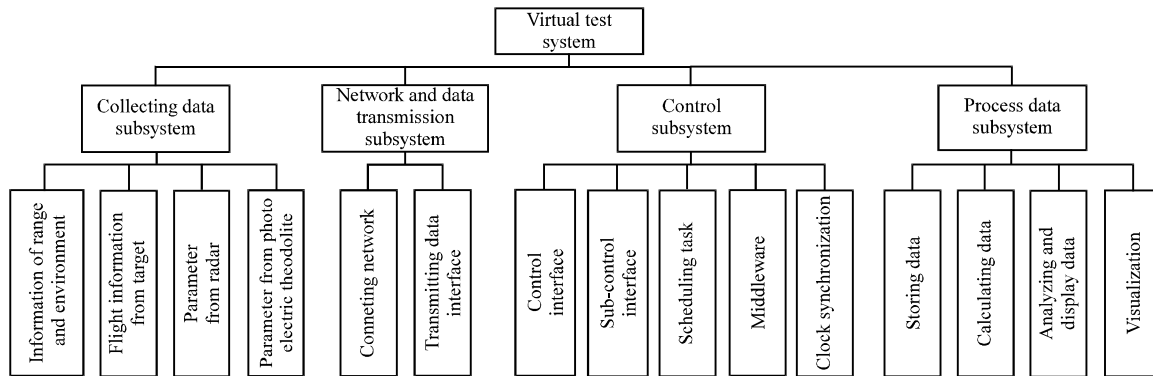 Virtual test
system
Collecting data
subsystem
Network and data
transmission
subsystem
Control
subsystem
Process data
subsystem
Information of range
and environment
Flight information
from target
Parameter
from radar
Parameter from photo
electric theodolite
Conneting network
Transmitting data
interface
Control
interface
Sub-control
interface
Scheduling task
Middleware
Clock synchronization
Storing data
Calculating data
Analyzing and
display data
Visualization